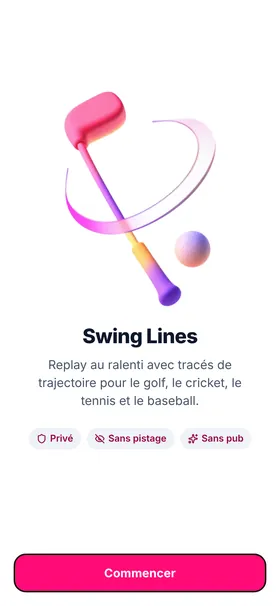 Swing Lines
Replay au ralenti avec tracés de
trajectoire pour le golf, le cricket, le
tennis et le baseball.
Privé
Sans pistage
Sans pub
Commencer